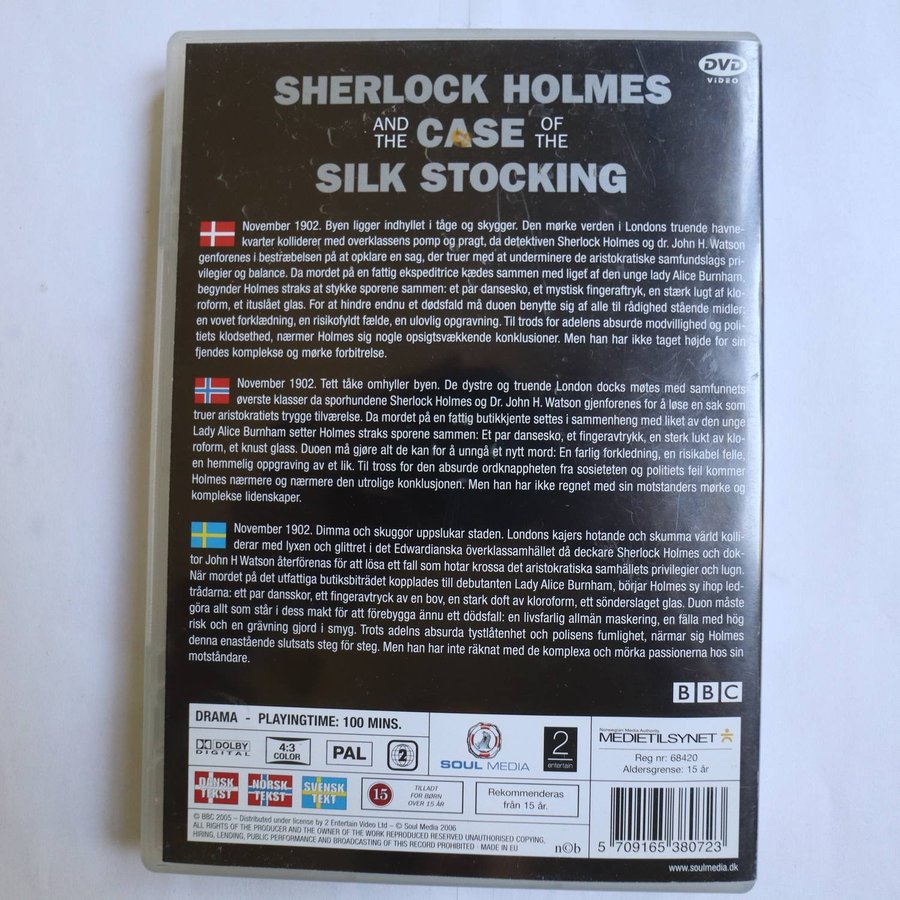 DVD
VIDEO
SHERLOCK HOLMES
AND THE CASE OF THE
SILK STOCKING
November 1902. Byen ligger indhyllet i tåge og skygger. Den mørke verden i Londons truende havne-
kvarter kolliderer med overklassens pomp og pragt, da detektiven Sherlock Holmes og dr. John H. Watson
genforenes i bestræbelsen på at opklare en sag, der truer med at underminere de aristokratiske samfundslags pri-
vilegier og balance. Da mordet på en fattig ekspeditrice kædes sammen med liget af den unge lady Alice Burnham,
begynder Holmes straks at stykke sporene sammen: et par dansesko, et mystisk fingeraftryk, en stærk lugt af klo-
roform, et ituslået glas. For at hindre endnu et dødsfald må duoen benytte sig af alle til rådighed stående midler:
en vovet forklædning, en risikofyldt fælde, en ulovlig opgravning. Til trods for adelens absurde modvillighed og poli-
tiets klodsethed, nærmer Holmes sig nogle opsigtsvækkende konklusioner. Men han har ikke taget højde for sin
fjendes komplekse og mørke forbitrelse.
November 1902. Tett tåke omhyller byen. De dystre og truende London docks møtes med samfunnets
øverste klasser da sporhundene Sherlock Holmes og Dr. John H. Watson gjenforenes for å løse en sak som
truer aristokratiets trygge tilværelse. Da mordet på en fattig butikkjente settes i sammenheng med liket av den unge
Lady Alice Burnham setter Holmes straks sporene sammen: Et par dansesko, et fingeravtrykk, en sterk lukt av klo-
roform, et knust glass. Duoen må gjøre alt de kan for å unngå et nytt mord: En farlig forkledning, en risikabel felle,
en hemmelig oppgraving av et lik. Til tross for den absurde ordknappheten fra sosieteten og politiets feil kommer
Holmes nærmere og nærmere den utrolige konklusjonen. Men han har ikke regnet med sin motstanders mørke og
komplekse lidenskaper.
November 1902. Dimma och skuggor uppslukar staden. Londons kajers hotande och skumma värld kolli-
derar med lyxen och glittret i det Edwardianska överklassamhället då deckare Sherlock Holmes och dok-
tor John H Watson återförenas för att lösa ett fall som hotar krossa det aristokratiska samhällets privilegier och lugn.
När mordet på det utfattiga butiksbiträdet kopplades till debutanten Lady Alice Burnham, börjar Holmes sy ihop led-
trådarna: ett par dansskor, ett fingeravtryck av en bov, en stark doft av kloroform, ett sönderslaget glas. Duon måste
göra allt som står i dess makt för att förebygga ännu ett dödsfall: en livsfarlig allmän maskering, en fälla med hög
risk och en grävning gjord i smyg. Trots adelns absurda tystlåtenhet och polisens fumlighet, närmar sig Holmes
denna enastående slutsats steg för steg. Men han har inte räknat med de komplexa och mörka passionerna hos sin
motståndare.
BBC
DRAMA - PLAYINGTIME: 100 MINS.
DOLBY
DIGITAL
4:3
COLOR
PAL
2
SOUL MEDIA
2
entertain
Norwegian Media Authority
MEDIETILSYNET
Reg nr: 68420
Aldersgrense: 15 år
DANSK
TEKST
NORSK
TEKST
SVENSK
TEXT
15
TILLADT
FOR BØRN
OVER 15 ÅR
Rekommenderas
från 15 år.
© BBC 2005 – Distributed under license by 2 Entertain Video Ltd – © Soul Media 2006
ALL RIGHTS OF THE PRODUCER AND THE OWNER OF THE WORK REPRODUCED RESERVED UNAUTHORISED COPYING,
HIRING, LENDING, PUBLIC PERFORMANCE AND BROADCASTING OF THIS RECORD PROHIBITED · MADE IN EU
n©b
5 709165 380723
www.soulmedia.dk